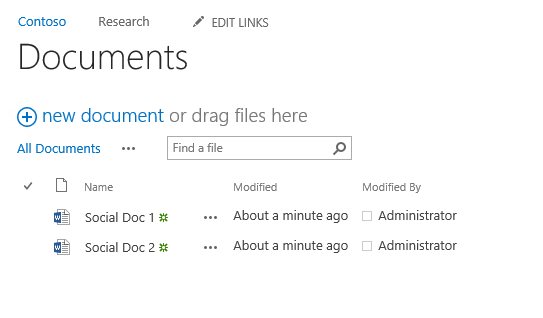 Contoso Research EDIT LINKS
Documents
new document or drag files here
All Documents ••• Find a file
Name Modified Modified By
Social Doc 1 ••• About a minute ago Administrator
Social Doc 2 ••• About a minute ago Administrator